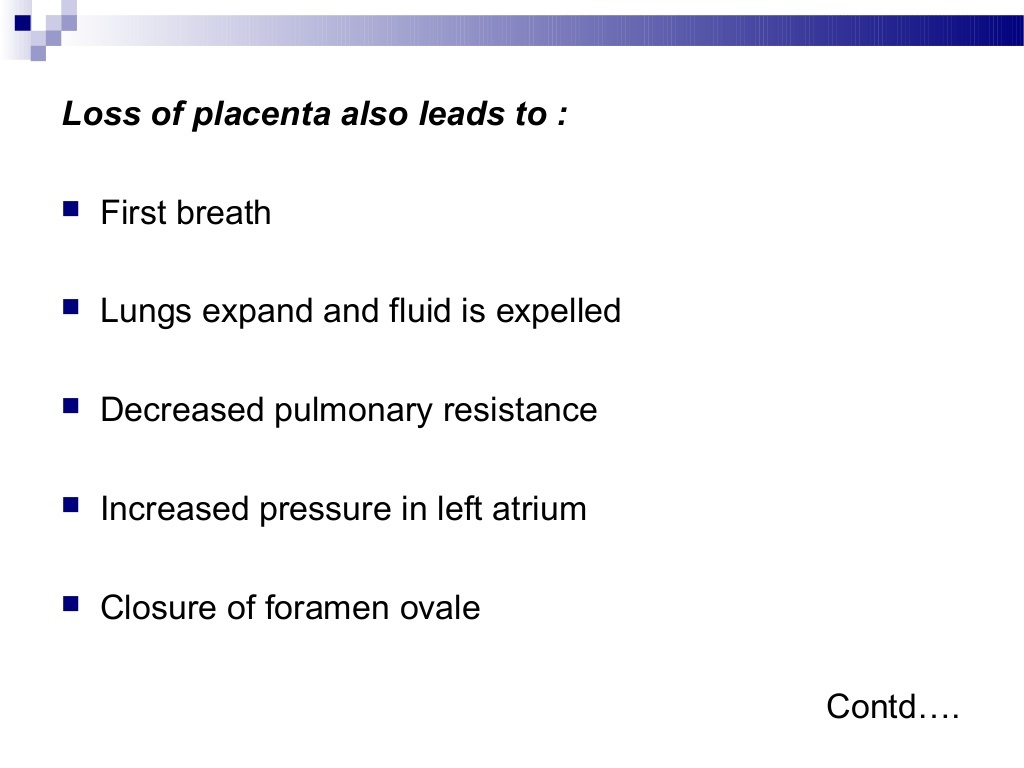 Loss of placenta also leads to :
First breath
Lungs expand and fluid is expelled
Decreased pulmonary resistance
Increased pressure in left atrium
Closure of foramen ovale
Contd….